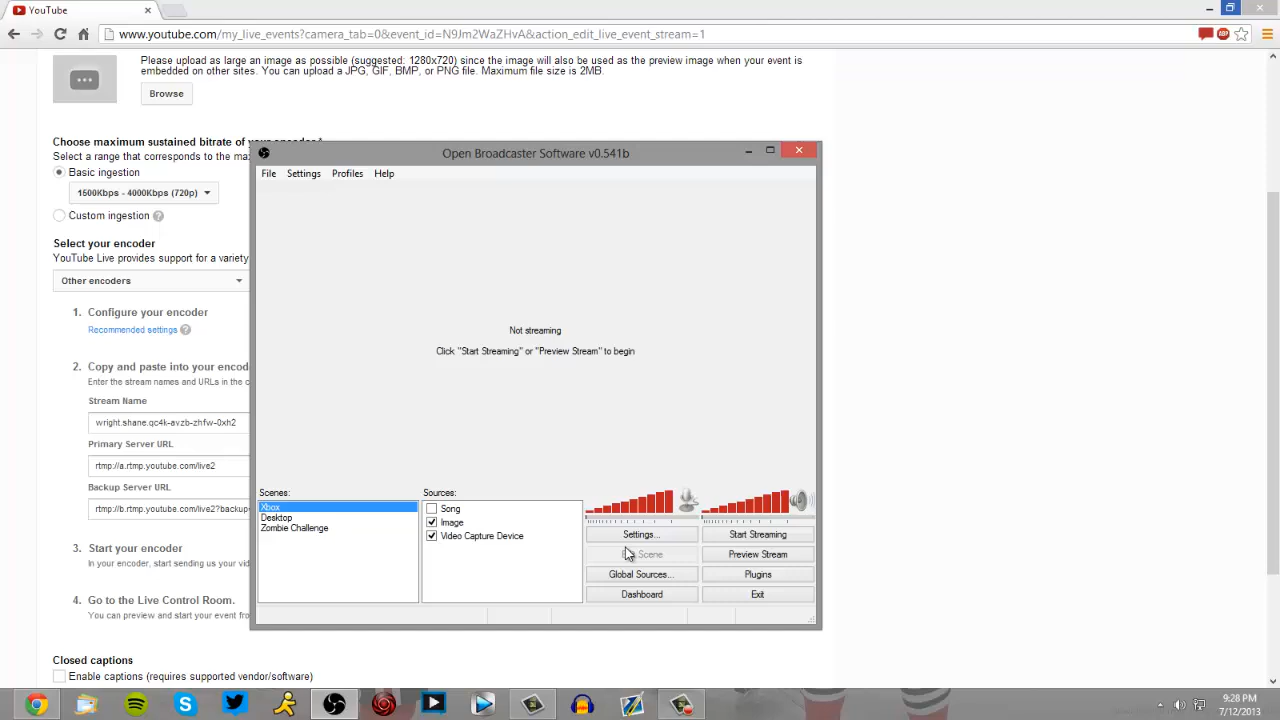 YouTube
www.youtube.com/my_live_events?camera_tab=0&event_id=N9Jm2WaZHvA&action_edit_live_event_stream=1
ABP
Please upload as large an image as possible (suggested: 1280x720) since the image will also be used as the preview image when your event is
embedded on other sites. You can upload a JPG, GIF, BMP, or PNG file. Maximum file size is 2MB.
Browse
Choose maximum sustained bitrate of your encoder *
Select a range that corresponds to the ma
Basic ingestion
1500Kbps - 4000Kbps (720p)
Custom ingestion ?
Select your encoder
YouTube Live provides support for a variety
Other encoders
1. Configure your encoder
Recommended settings ?
2. Copy and paste into your encod
Enter the stream names and URLs in the c
Stream Name
wright.shane.qc4k-avzb-zhfw-0xh2
Primary Server URL
rtmp://a.rtmp.youtube.com/live2
Backup Server URL
rtmp://b.rtmp.youtube.com/live2?backup
3. Start your encoder
In your encoder, start sending us your vid
4. Go to the Live Control Room.
You can preview and start your event from
Closed captions
Enable captions (requires supported vendor/software)
Open Broadcaster Software v0.541b
File Settings Profiles Help
Not streaming
Click "Start Streaming" or "Preview Stream" to begin
Scenes:
Xbox
Desktop
Zombie Challenge
Sources:
Song
Image
Video Capture Device
Settings...
Start Streaming
Scene
Preview Stream
Global Sources...
Plugins
Dashboard
Exit
9:28 PM
7/12/2013